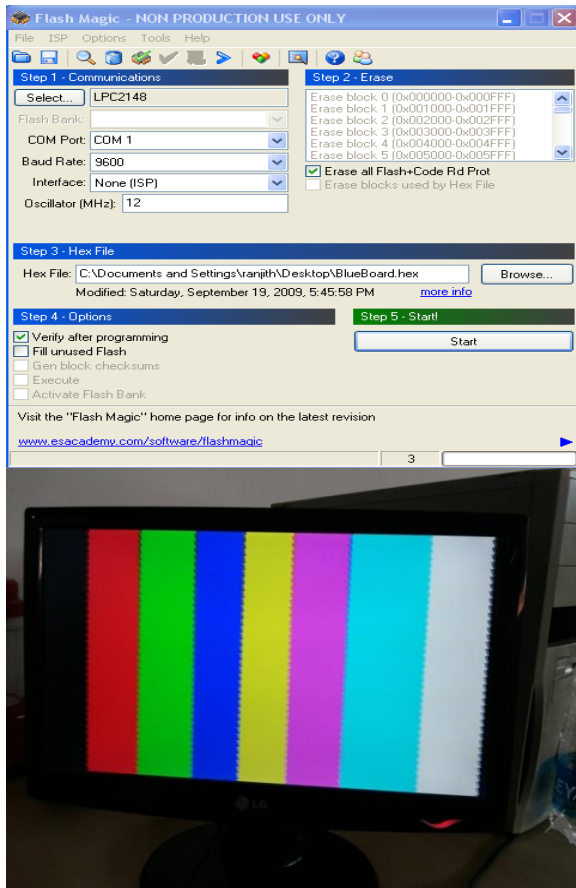 Flash Magic - NON PRODUCTION USE ONLY
File ISP Options Tools Help
Step 1 - Communications
Select... LPC2148
Flash Bank:
COM Port: COM 1
Baud Rate: 9600
Interface: None (ISP)
Oscillator (MHz): 12
Step 2 - Erase
Erase block 0 (0x000000-0x000FFF)
Erase block 1 (0x001000-0x001FFF)
Erase block 2 (0x002000-0x002FFF)
Erase block 3 (0x003000-0x003FFF)
Erase block 4 (0x004000-0x004FFF)
Erase block 5 (0x005000-0x005FFF)
Erase all Flash+Code Rd Prot
Erase blocks used by Hex File
Step 3 - Hex File
Hex File: C:\Documents and Settings\ranjith\Desktop\BlueBoard.hex Browse...
Modified: Saturday, September 19, 2009, 5:45:58 PM more info
Step 4 - Options
Verify after programming
Fill unused Flash
Gen block checksums
Execute
Activate Flash Bank
Step 5 - Start!
Start
Visit the "Flash Magic" home page for info on the latest revision
www.esacademy.com/software/flashmagic
3
LG